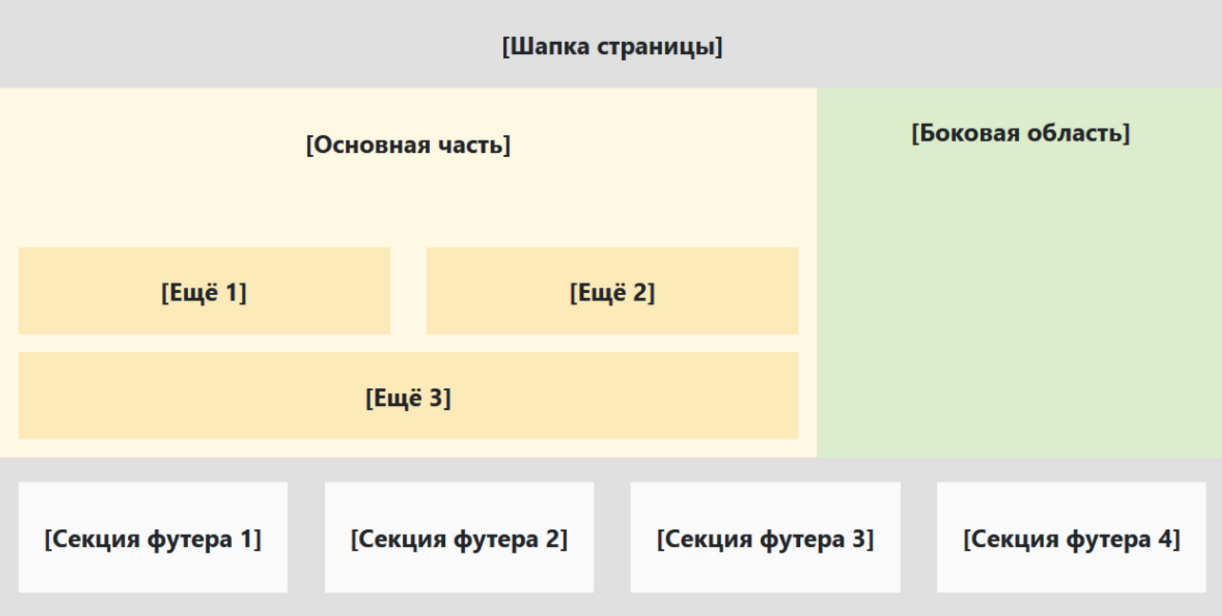 [Шапка страницы]
[Основная часть]
[Боковая область]
[Ещё 1]
[Ещё 2]
[Ещё 3]
[Секция футера 1]
[Секция футера 2]
[Секция футера 3]
[Секция футера 4]